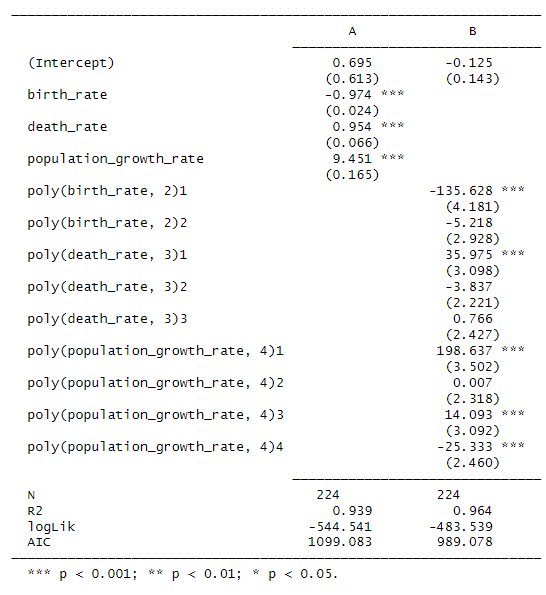 A B
(Intercept) 0.695 -0.125
(0.613) (0.143)
birth_rate -0.974 ***
(0.024)
death_rate 0.954 ***
(0.066)
population_growth_rate 9.451 ***
(0.165)
poly(birth_rate, 2)1 -135.628 ***
(4.181)
poly(birth_rate, 2)2 -5.218
(2.928)
poly(death_rate, 3)1 35.975 ***
(3.098)
poly(death_rate, 3)2 -3.837
(2.221)
poly(death_rate, 3)3 0.766
(2.427)
poly(population_growth_rate, 4)1 198.637 ***
(3.502)
poly(population_growth_rate, 4)2 0.007
(2.318)
poly(population_growth_rate, 4)3 14.093 ***
(3.092)
poly(population_growth_rate, 4)4 -25.333 ***
(2.460)
N 224 224
R2 0.939 0.964
logLik -544.541 -483.539
AIC 1099.083 989.078
*** p < 0.001; ** p < 0.01; * p < 0.05.